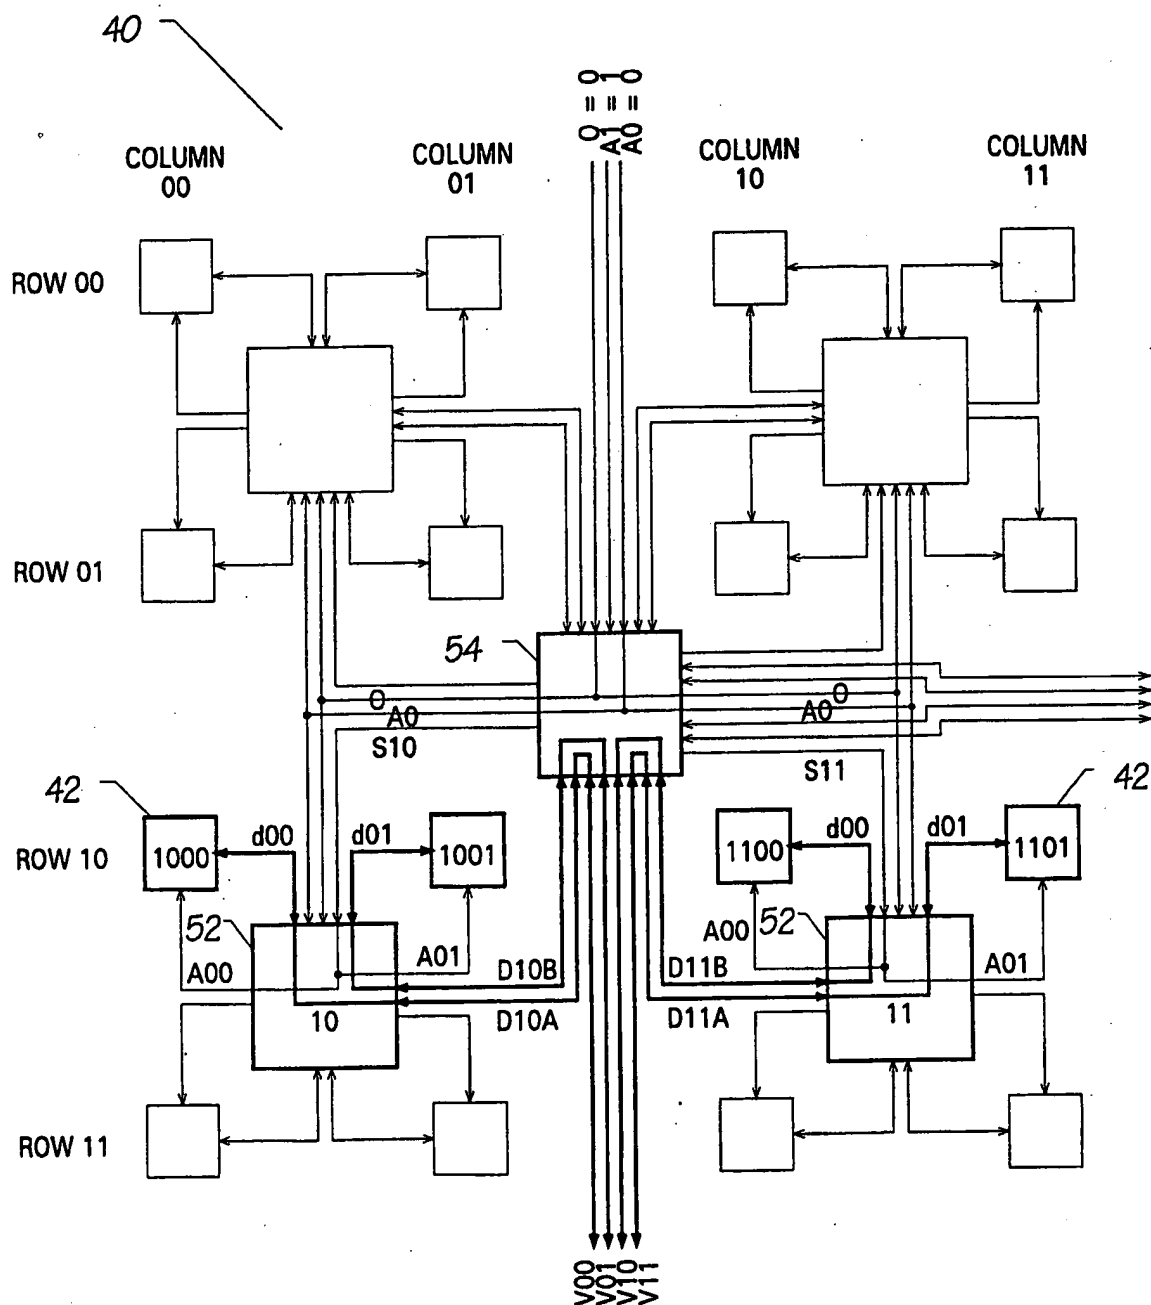 40
O = 0
A1 = 1
A0 = 0
COLUMN
00
COLUMN
01
COLUMN
10
COLUMN
11
ROW 00
ROW 01
54
O
A0
S10
A0
O
S11
42
42
ROW 10
1000
d00
d01
1001
1100
d00
d01
1101
52
A00
A01
10
D10B
D10A
D11B
D11A
A00
52
A01
11
ROW 11
V00
V01
V10
V11